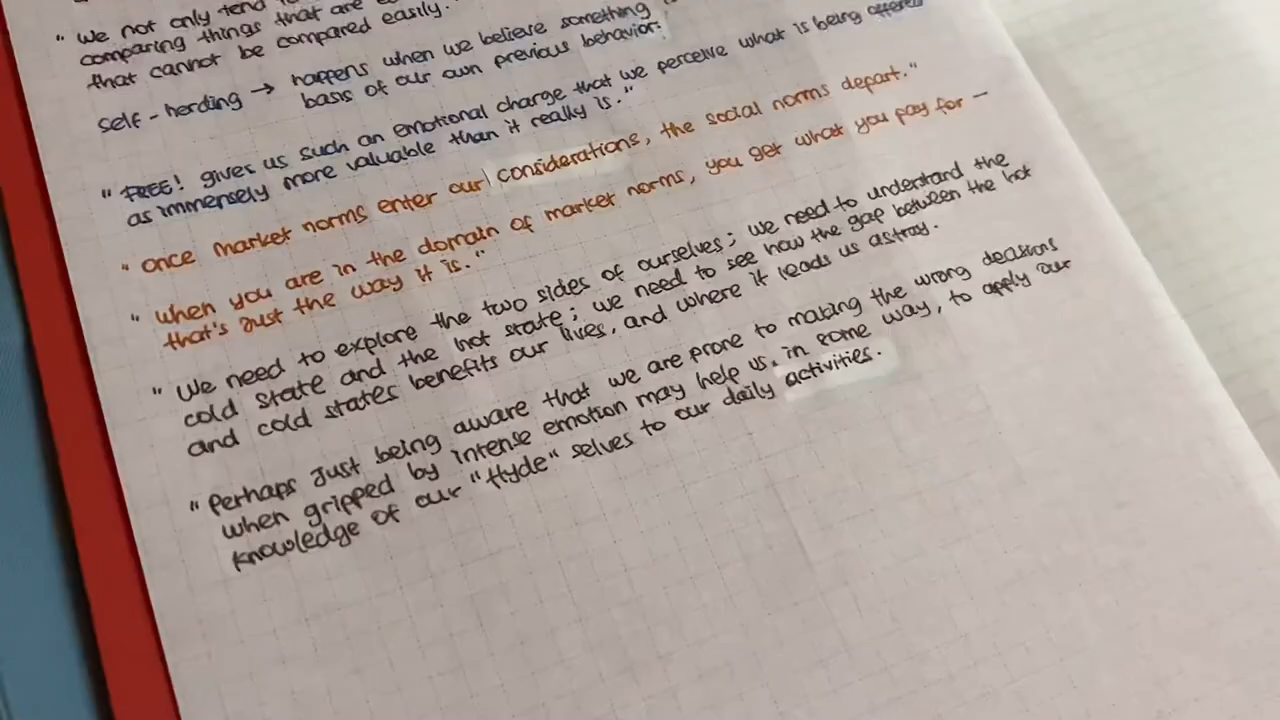 " We not only tend to
comparing things that are
that cannot be compared easily.
self - herding → happens when we believe something
basis of our own previous behavior.
" FREE! gives us such an emotional charge that we perceive what is being offered
as immensely more valuable than it really is."
" once market norms enter our considerations, the social norms depart."
" when you are in the domain of market norms, you get what you pay for –
that's just the way it is."
" We need to explore the two sides of ourselves; we need to understand the
cold state and the hot state; we need to see how the gap between the hot
and cold states benefits our lives, and where it leads us astray.
" Perhaps just being aware that we are prone to making the wrong decisions
when gripped by intense emotion may help us, in some way, to apply our
knowledge of our "Hyde" selves to our daily activities.